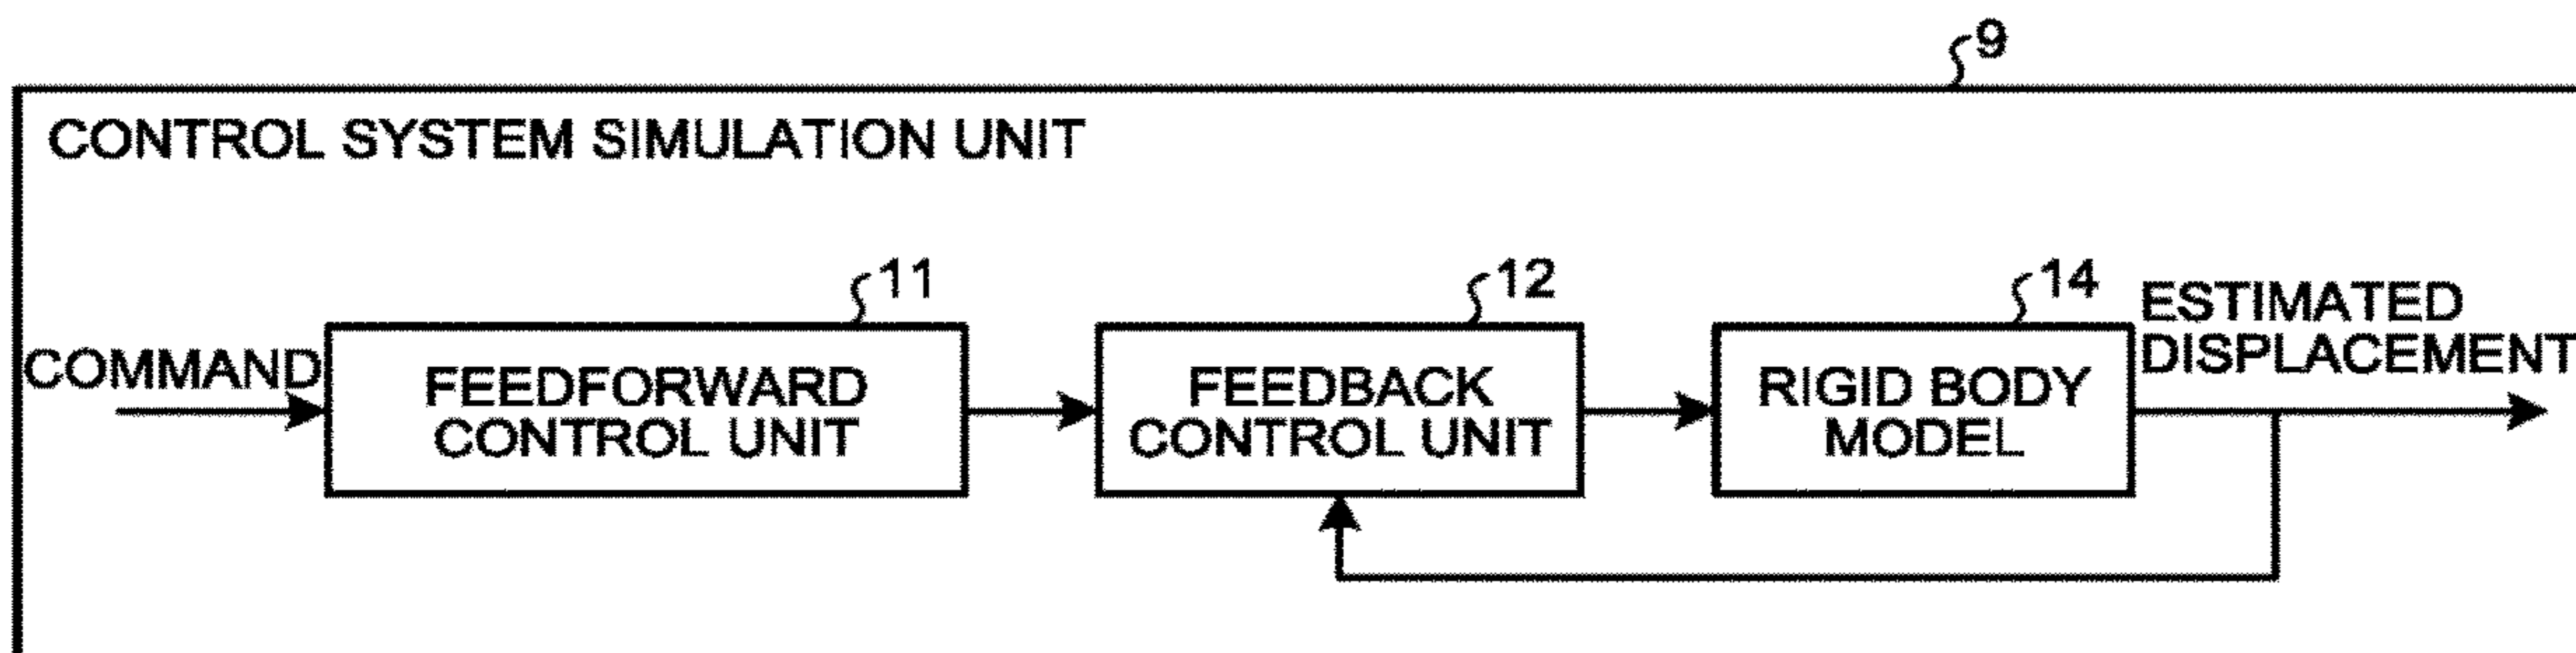 9
CONTROL SYSTEM SIMULATION UNIT
11
12
14
ESTIMATED
DISPLACEMENT
COMMAND
FEEDFORWARD
CONTROL UNIT
FEEDBACK
CONTROL UNIT
RIGID BODY
MODEL